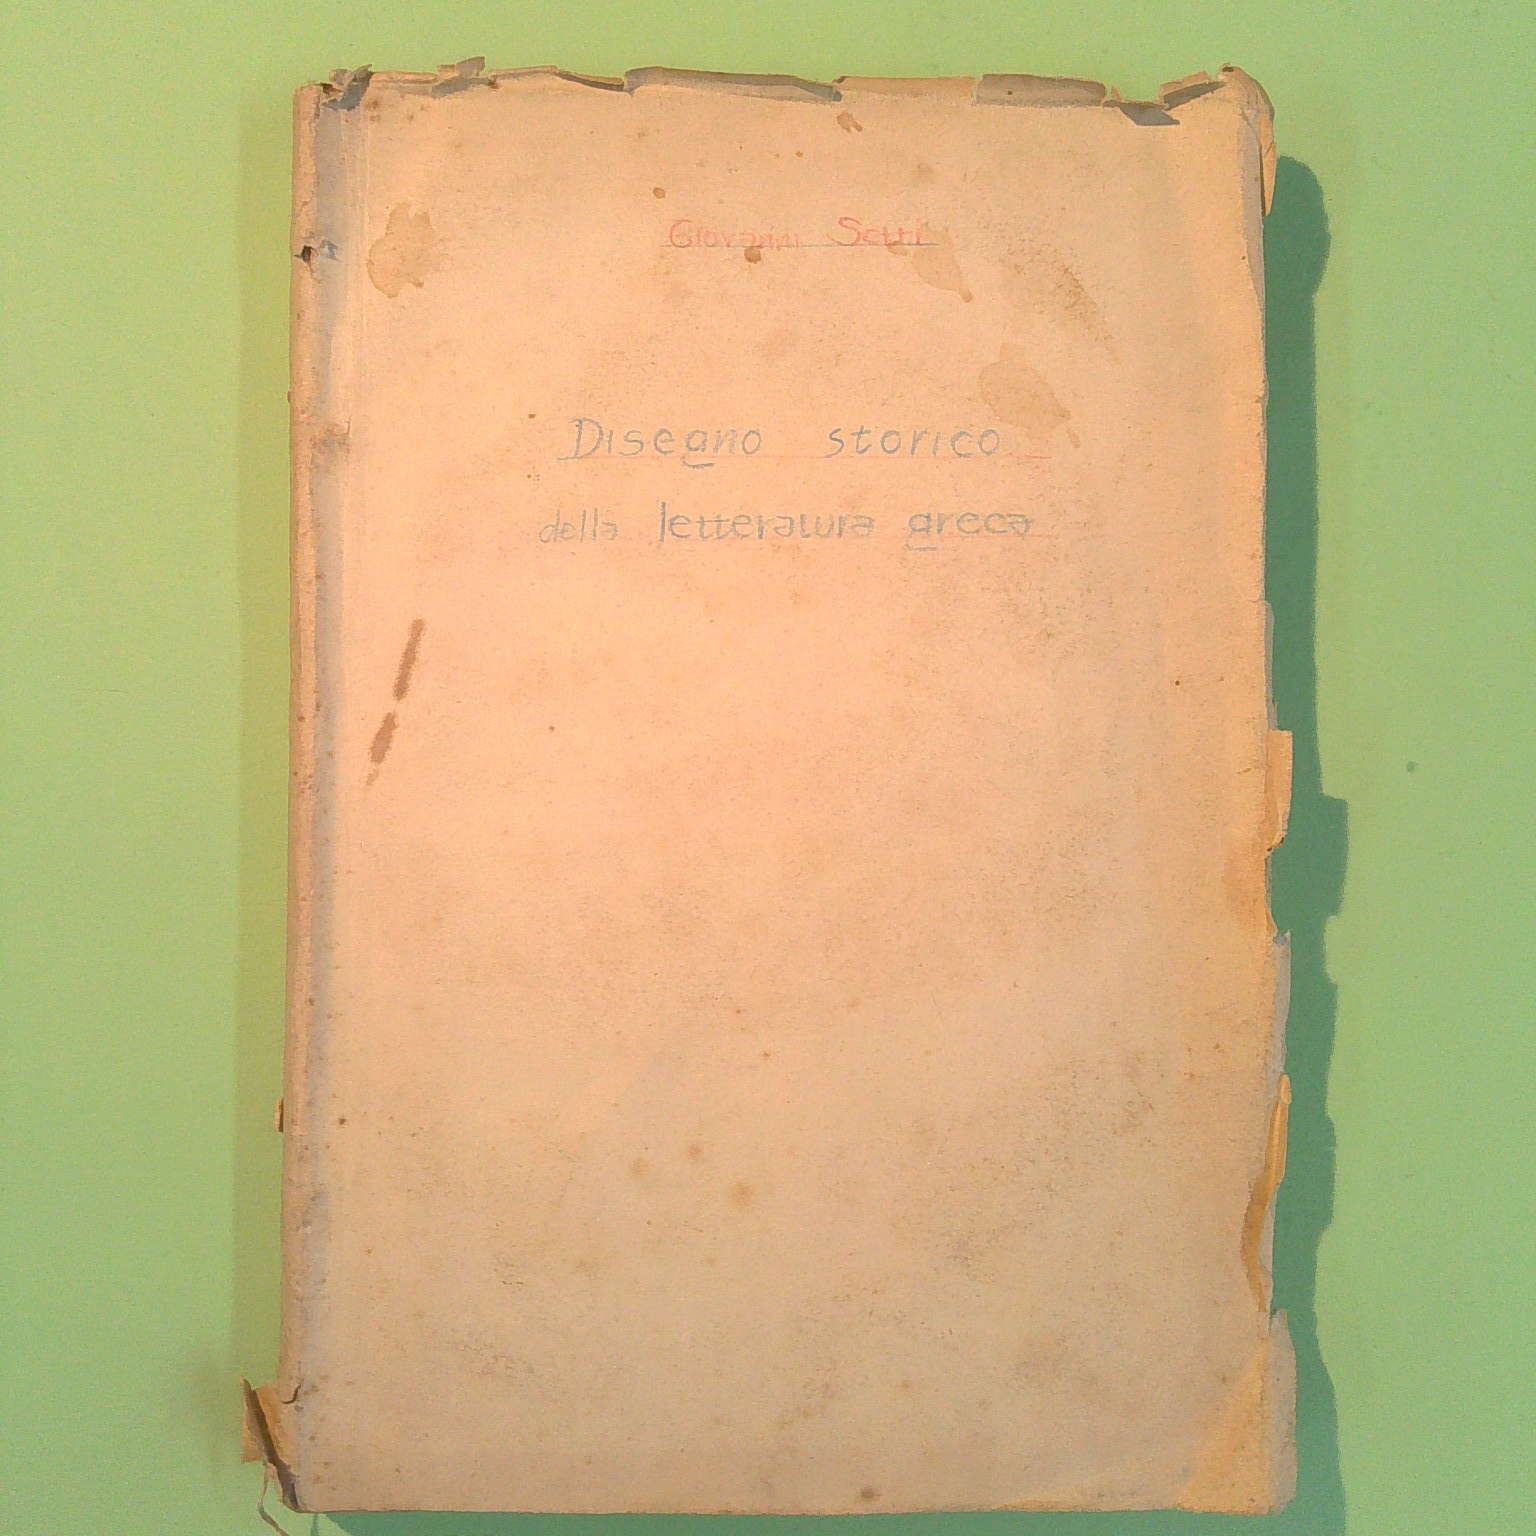 Giovanni Setti
Disegno storico
della letteratura greca